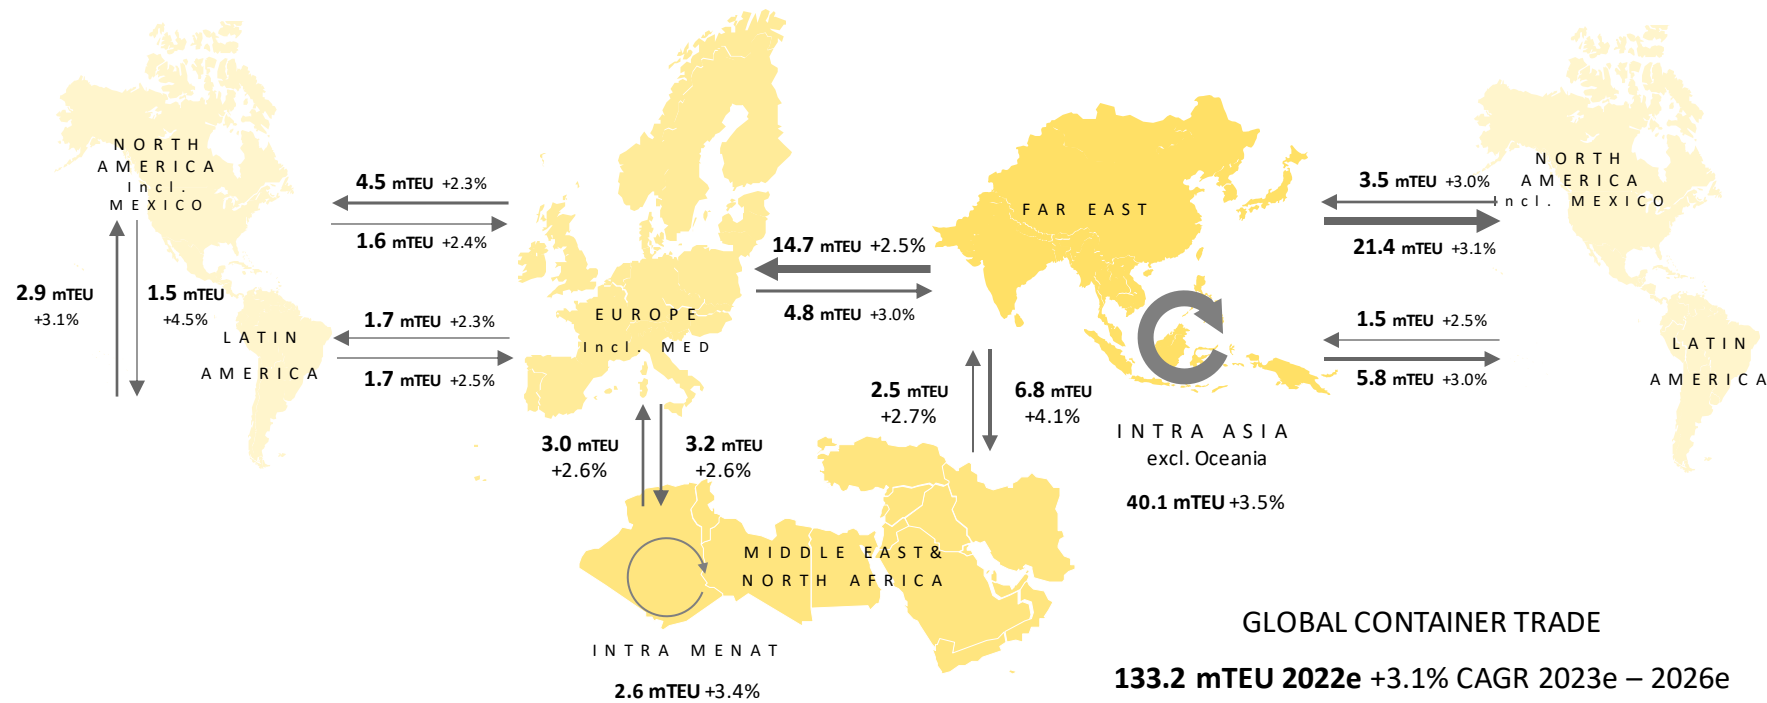 NORTH
AMERICA
Incl.
MEXICO
4.5 mTEU +2.3%
1.6 mTEU +2.4%
2.9 mTEU
+3.1%
1.5 mTEU
+4.5%
LATIN
AMERICA
1.7 mTEU +2.3%
1.7 mTEU +2.5%
EUROPE
Incl. MED
14.7 mTEU +2.5%
4.8 mTEU +3.0%
FAR EAST
3.5 mTEU +3.0%
21.4 mTEU +3.1%
NORTH
AMERICA
Incl. MEXICO
1.5 mTEU +2.5%
5.8 mTEU +3.0%
LATIN
AMERICA
3.0 mTEU
+2.6%
3.2 mTEU
+2.6%
2.5 mTEU
+2.7%
6.8 mTEU
+4.1%
INTRA ASIA
excl. Oceania
40.1 mTEU +3.5%
MIDDLE EAST&
NORTH AFRICA
INTRA MENAT
2.6 mTEU +3.4%
GLOBAL CONTAINER TRADE
133.2 mTEU 2022e +3.1% CAGR 2023e – 2026e